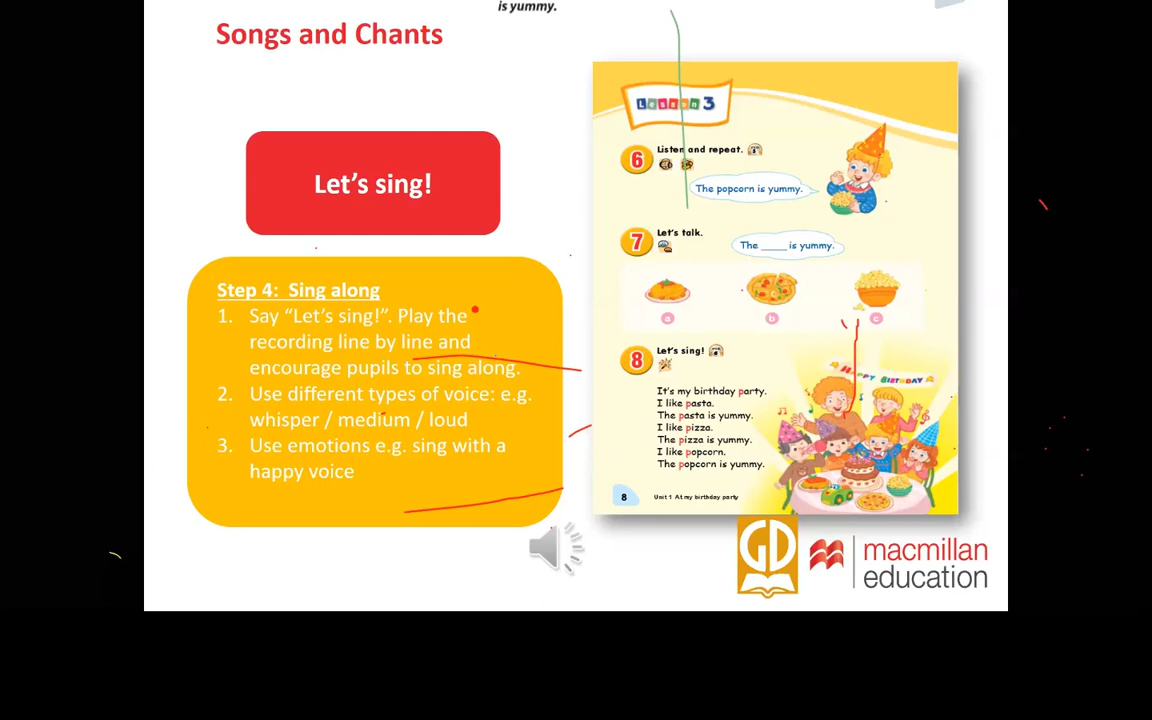 is yummy.
Songs and Chants
Let's sing!
Step 4: Sing along
1. Say "Let's sing!". Play the
recording line by line and
encourage pupils to sing along.
2. Use different types of voice: e.g.
whisper / medium / loud
3. Use emotions e.g. sing with a
happy voice
Lesson 3
6 Listen and repeat.
The popcorn is yummy.
7 Let's talk.
The ____ is yummy.
a b c
8 Let's sing!
It's my birthday party.
I like pasta.
The pasta is yummy.
I like pizza.
The pizza is yummy.
I like popcorn.
The popcorn is yummy.
HAPPY BIRTHDAY
8 Unit 1 At my birthday party
GD
macmillan
education